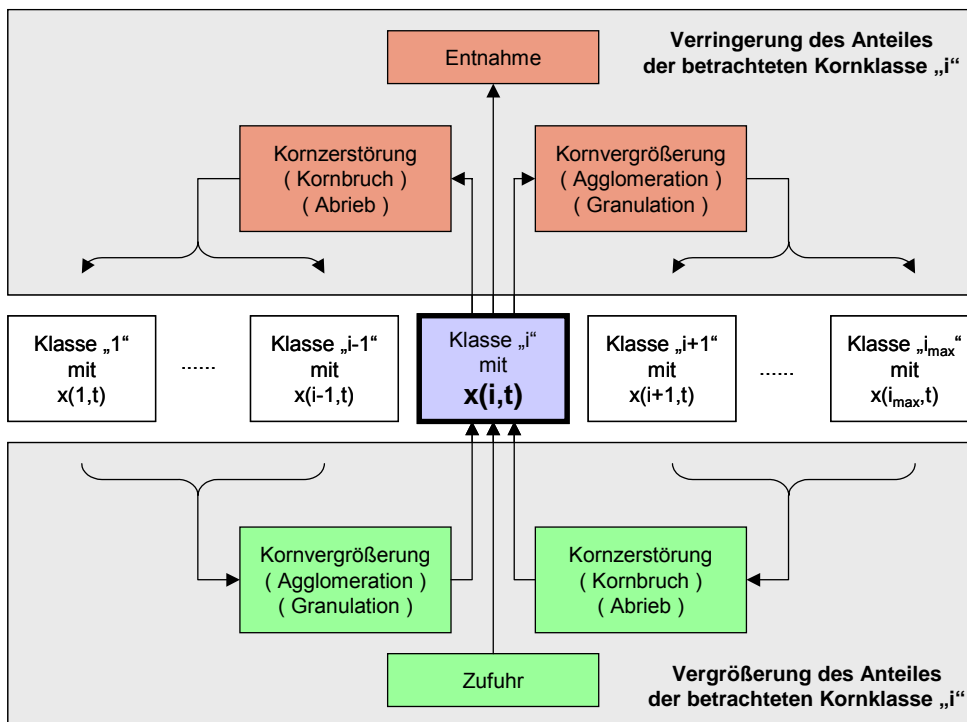 Verringerung des Anteiles
der betrachteten Kornklasse „i“
Entnahme
Kornzerstörung
( Kornbruch )
( Abrieb )
Kornvergrößerung
( Agglomeration )
( Granulation )
Klasse „1“
mit
x(1,t)
......
Klasse „i-1“
mit
x(i-1,t)
Klasse „i“
mit
x(i,t)
Klasse „i+1“
mit
x(i+1,t)
......
Klasse „imax“
mit
x(imax,t)
Kornvergrößerung
( Agglomeration )
( Granulation )
Kornzerstörung
( Kornbruch )
( Abrieb )
Zufuhr
Vergrößerung des Anteiles
der betrachteten Kornklasse „i“